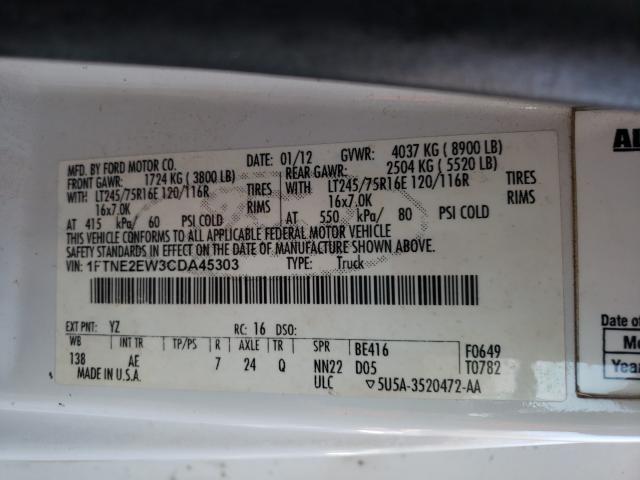 MFD. BY FORD MOTOR CO. DATE: 01/12 GVWR: 4037 KG ( 8900 LB)
FRONT GAWR: 1724 KG ( 3800 LB) REAR GAWR: 2504 KG ( 5520 LB)
WITH LT245/75R16E 120/116R TIRES WITH LT245/75R16E 120/116R TIRES
16x7.0K RIMS 16x7.0K RIMS
AT 415 kPa/ 60 PSI COLD AT 550 kPa/ 80 PSI COLD
THIS VEHICLE CONFORMS TO ALL APPLICABLE FEDERAL MOTOR VEHICLE
SAFETY STANDARDS IN EFFECT ON THE DATE OF MANUFACTURE SHOWN ABOVE.
VIN: 1FTNE2EW3CDA45303 TYPE: Truck
EXT PNT: YZ RC: 16 DSO:
WB INT TR TP/PS R AXLE TR SPR BE416 F0649
138 AE 7 24 Q NN22 D05 T0782
MADE IN U.S.A. ULC ▽5U5A-3520472-AA
Date of
Year